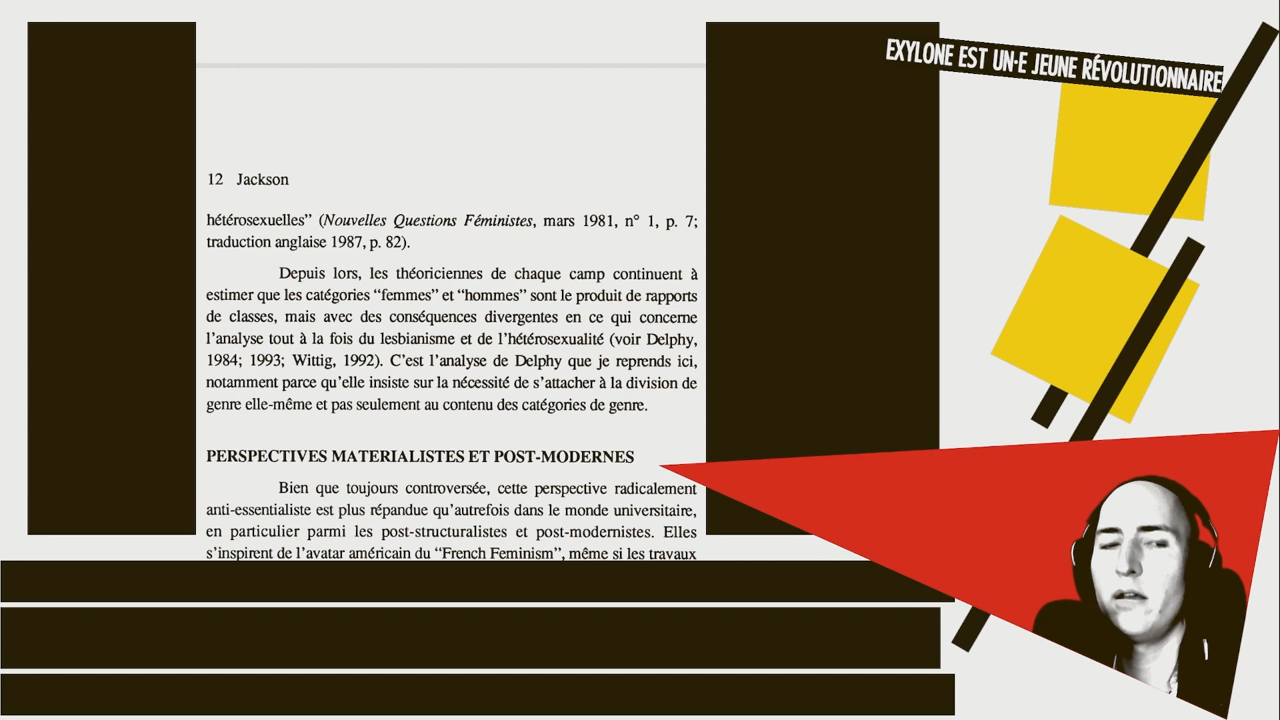 EXYLONE EST UN·E JEUNE RÉVOLUTIONNAIRE
12 Jackson
hétérosexuelles” (Nouvelles Questions Féministes, mars 1981, n° 1, p. 7;
traduction anglaise 1987, p. 82).
Depuis lors, les théoriciennes de chaque camp continuent à
estimer que les catégories “femmes” et “hommes” sont le produit de rapports
de classes, mais avec des conséquences divergentes en ce qui concerne
l’analyse tout à la fois du lesbianisme et de l’hétérosexualité (voir Delphy,
1984; 1993; Wittig, 1992). C’est l’analyse de Delphy que je reprends ici,
notamment parce qu’elle insiste sur la nécessité de s’attacher à la division de
genre elle-même et pas seulement au contenu des catégories de genre.
PERSPECTIVES MATERIALISTES ET POST-MODERNES
Bien que toujours controversée, cette perspective radicalement
anti-essentialiste est plus répandue qu’autrefois dans le monde universitaire,
en particulier parmi les post-structuralistes et post-modernistes. Elles
s’inspirent de l’avatar américain du “French Feminism”, même si les travaux